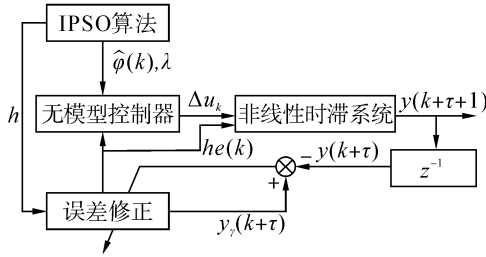 IPSO算法
φ̂(k),λ
h
无模型控制器
Δu_k
非线性时滞系统
y(k+τ+1)
he(k)
−
y(k+τ)
z⁻¹
+
误差修正
y_γ(k+τ)